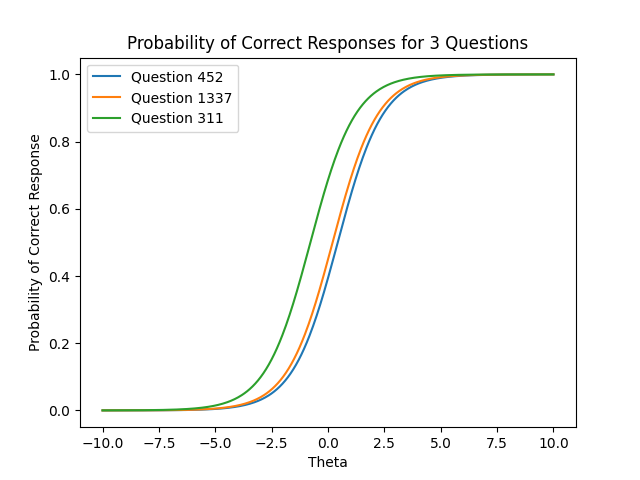 Probability of Correct Responses for 3 Questions
Question 452
Question 1337
Question 311
Probability of Correct Response
1.0
0.8
0.6
0.4
0.2
0.0
−10.0 −7.5 −5.0 −2.5 0.0 2.5 5.0 7.5 10.0
Theta